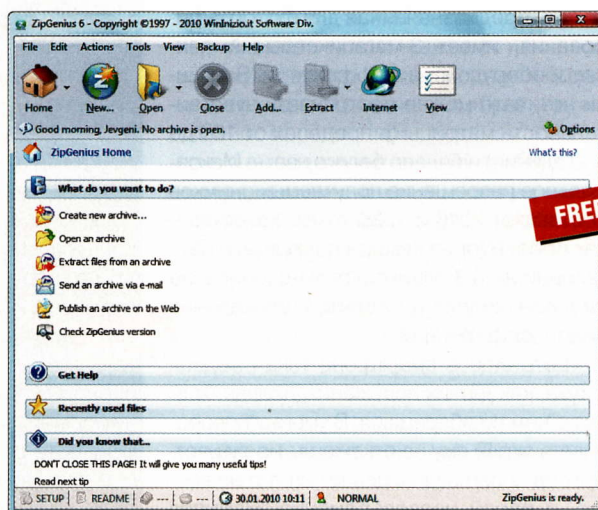 ZipGenius 6 - Copyright ©1997 - 2010 WinInizio.it Software Div.
File Edit Actions Tools View Backup Help
Home New... Open Close Add... Extract Internet View
Good morning, Jevgeni. No archive is open. Options
ZipGenius Home What's this?
What do you want to do?
FREE
Create new archive...
Open an archive
Extract files from an archive
Send an archive via e-mail
Publish an archive on the Web
Check ZipGenius version
Get Help
Recently used files
Did you know that...
DON'T CLOSE THIS PAGE! It will give you many useful tips!
Read next tip
SETUP README --- --- 30.01.2010 10:11 NORMAL ZipGenius is ready.